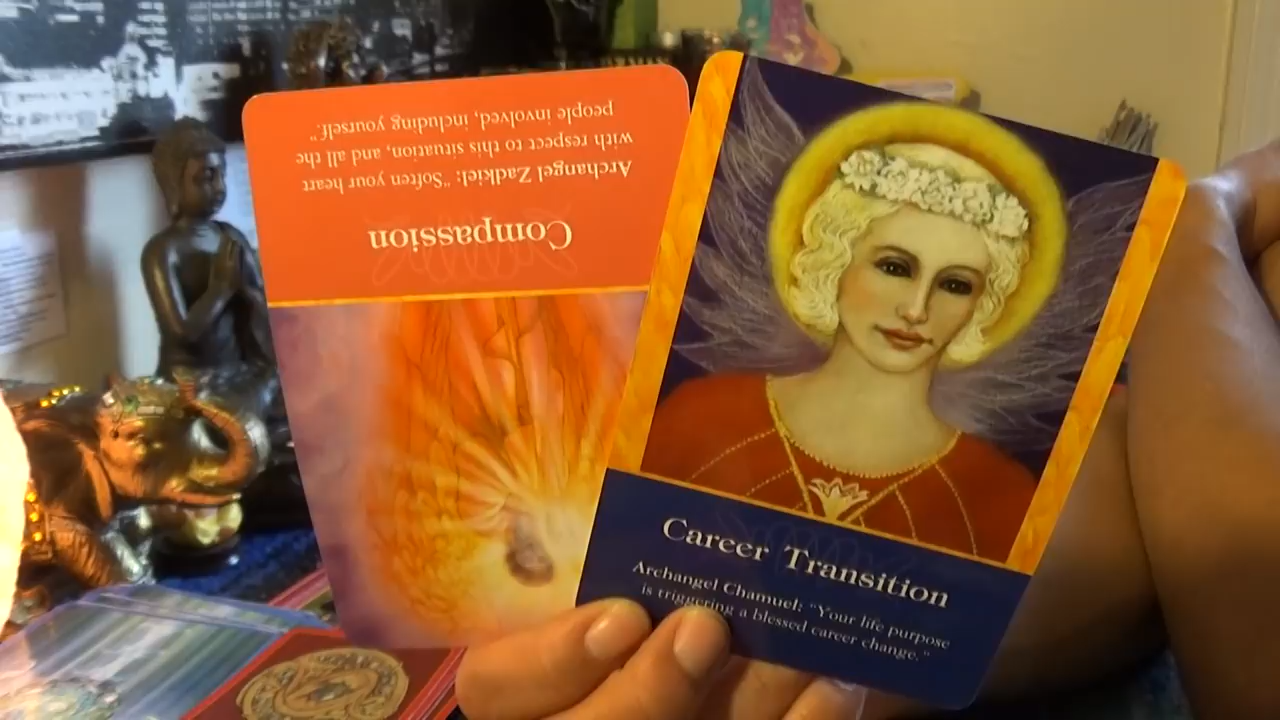 Compassion
Archangel Zadkiel: "Soften your heart
with respect to this situation, and all the
people involved, including yourself."
Career Transition
Archangel Chamuel: "Your life purpose
is triggering a blessed career change."